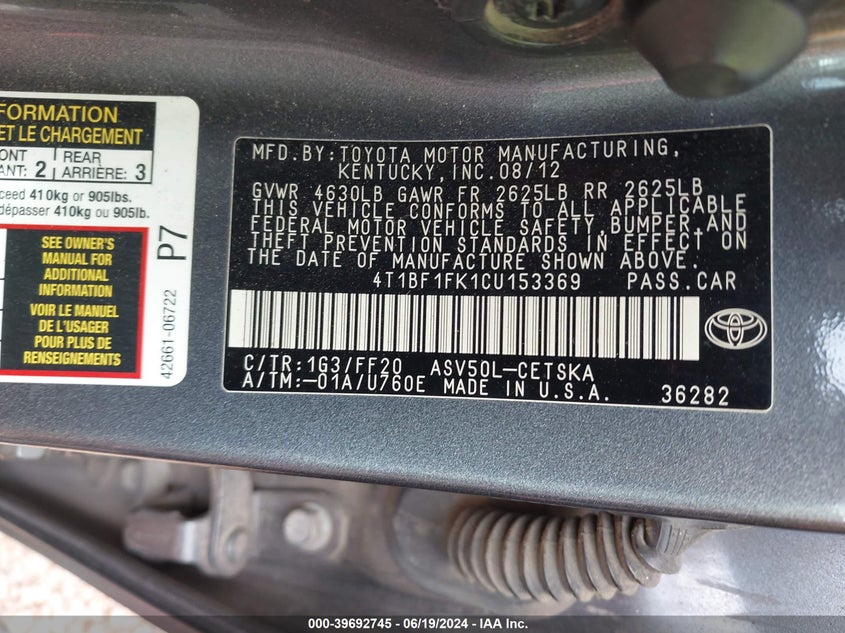 FORMATION
ET LE CHARGEMENT
ONT
ANT: 2
REAR
ARRIÈRE: 3
ceed 410kg or 905lbs.
dépasser 410kg ou 905lb.
SEE OWNER'S
MANUAL FOR
ADDITIONAL
INFORMATION
VOIR LE MANUEL
DE L'USAGER
POUR PLUS DE
RENSEIGNEMENTS
P7
42661-06722
MFD.BY:TOYOTA MOTOR MANUFACTURING,
KENTUCKY,INC.08/12
GVWR 4630LB GAWR FR 2625LB RR 2625LB
THIS VEHICLE CONFORMS TO ALL APPLICABLE
FEDERAL MOTOR VEHICLE SAFETY,BUMPER,AND
THEFT PREVENTION STANDARDS IN EFFECT ON
THE DATE OF MANUFACTURE SHOWN ABOVE.
4T1BF1FK1CU153369 PASS.CAR
C/TR:1G3/FF20 ASV50L-CETSKA
A/TM:-01A/U760E MADE IN U.S.A.
36282
000-39692745 - 06/19/2024 - IAA Inc.